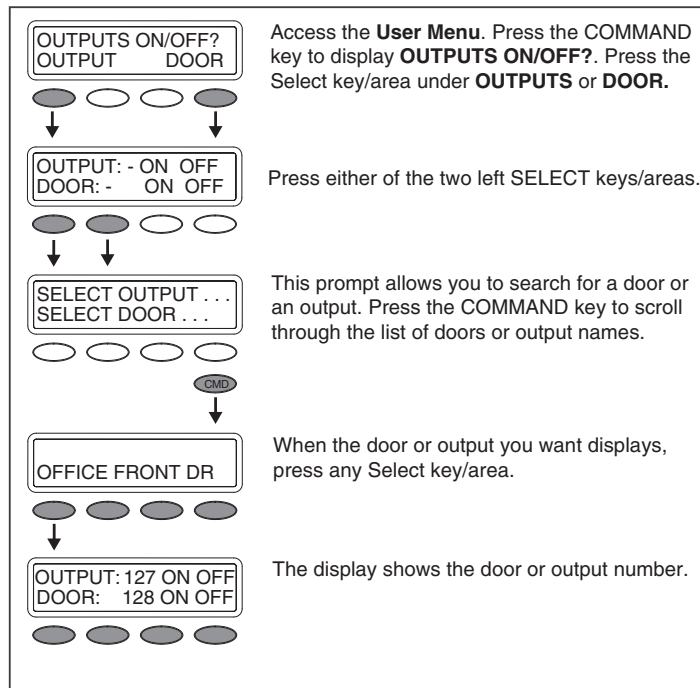 OUTPUTS ON/OFF?
OUTPUT DOOR
Access the User Menu. Press the COMMAND
key to display OUTPUTS ON/OFF?. Press the
Select key/area under OUTPUTS or DOOR.
OUTPUT: - ON OFF
DOOR: - ON OFF
Press either of the two left SELECT keys/areas.
SELECT OUTPUT . . .
SELECT DOOR . . .
This prompt allows you to search for a door or
an output. Press the COMMAND key to scroll
through the list of doors or output names.
CMD
OFFICE FRONT DR
When the door or output you want displays,
press any Select key/area.
OUTPUT: 127 ON OFF
DOOR: 128 ON OFF
The display shows the door or output number.